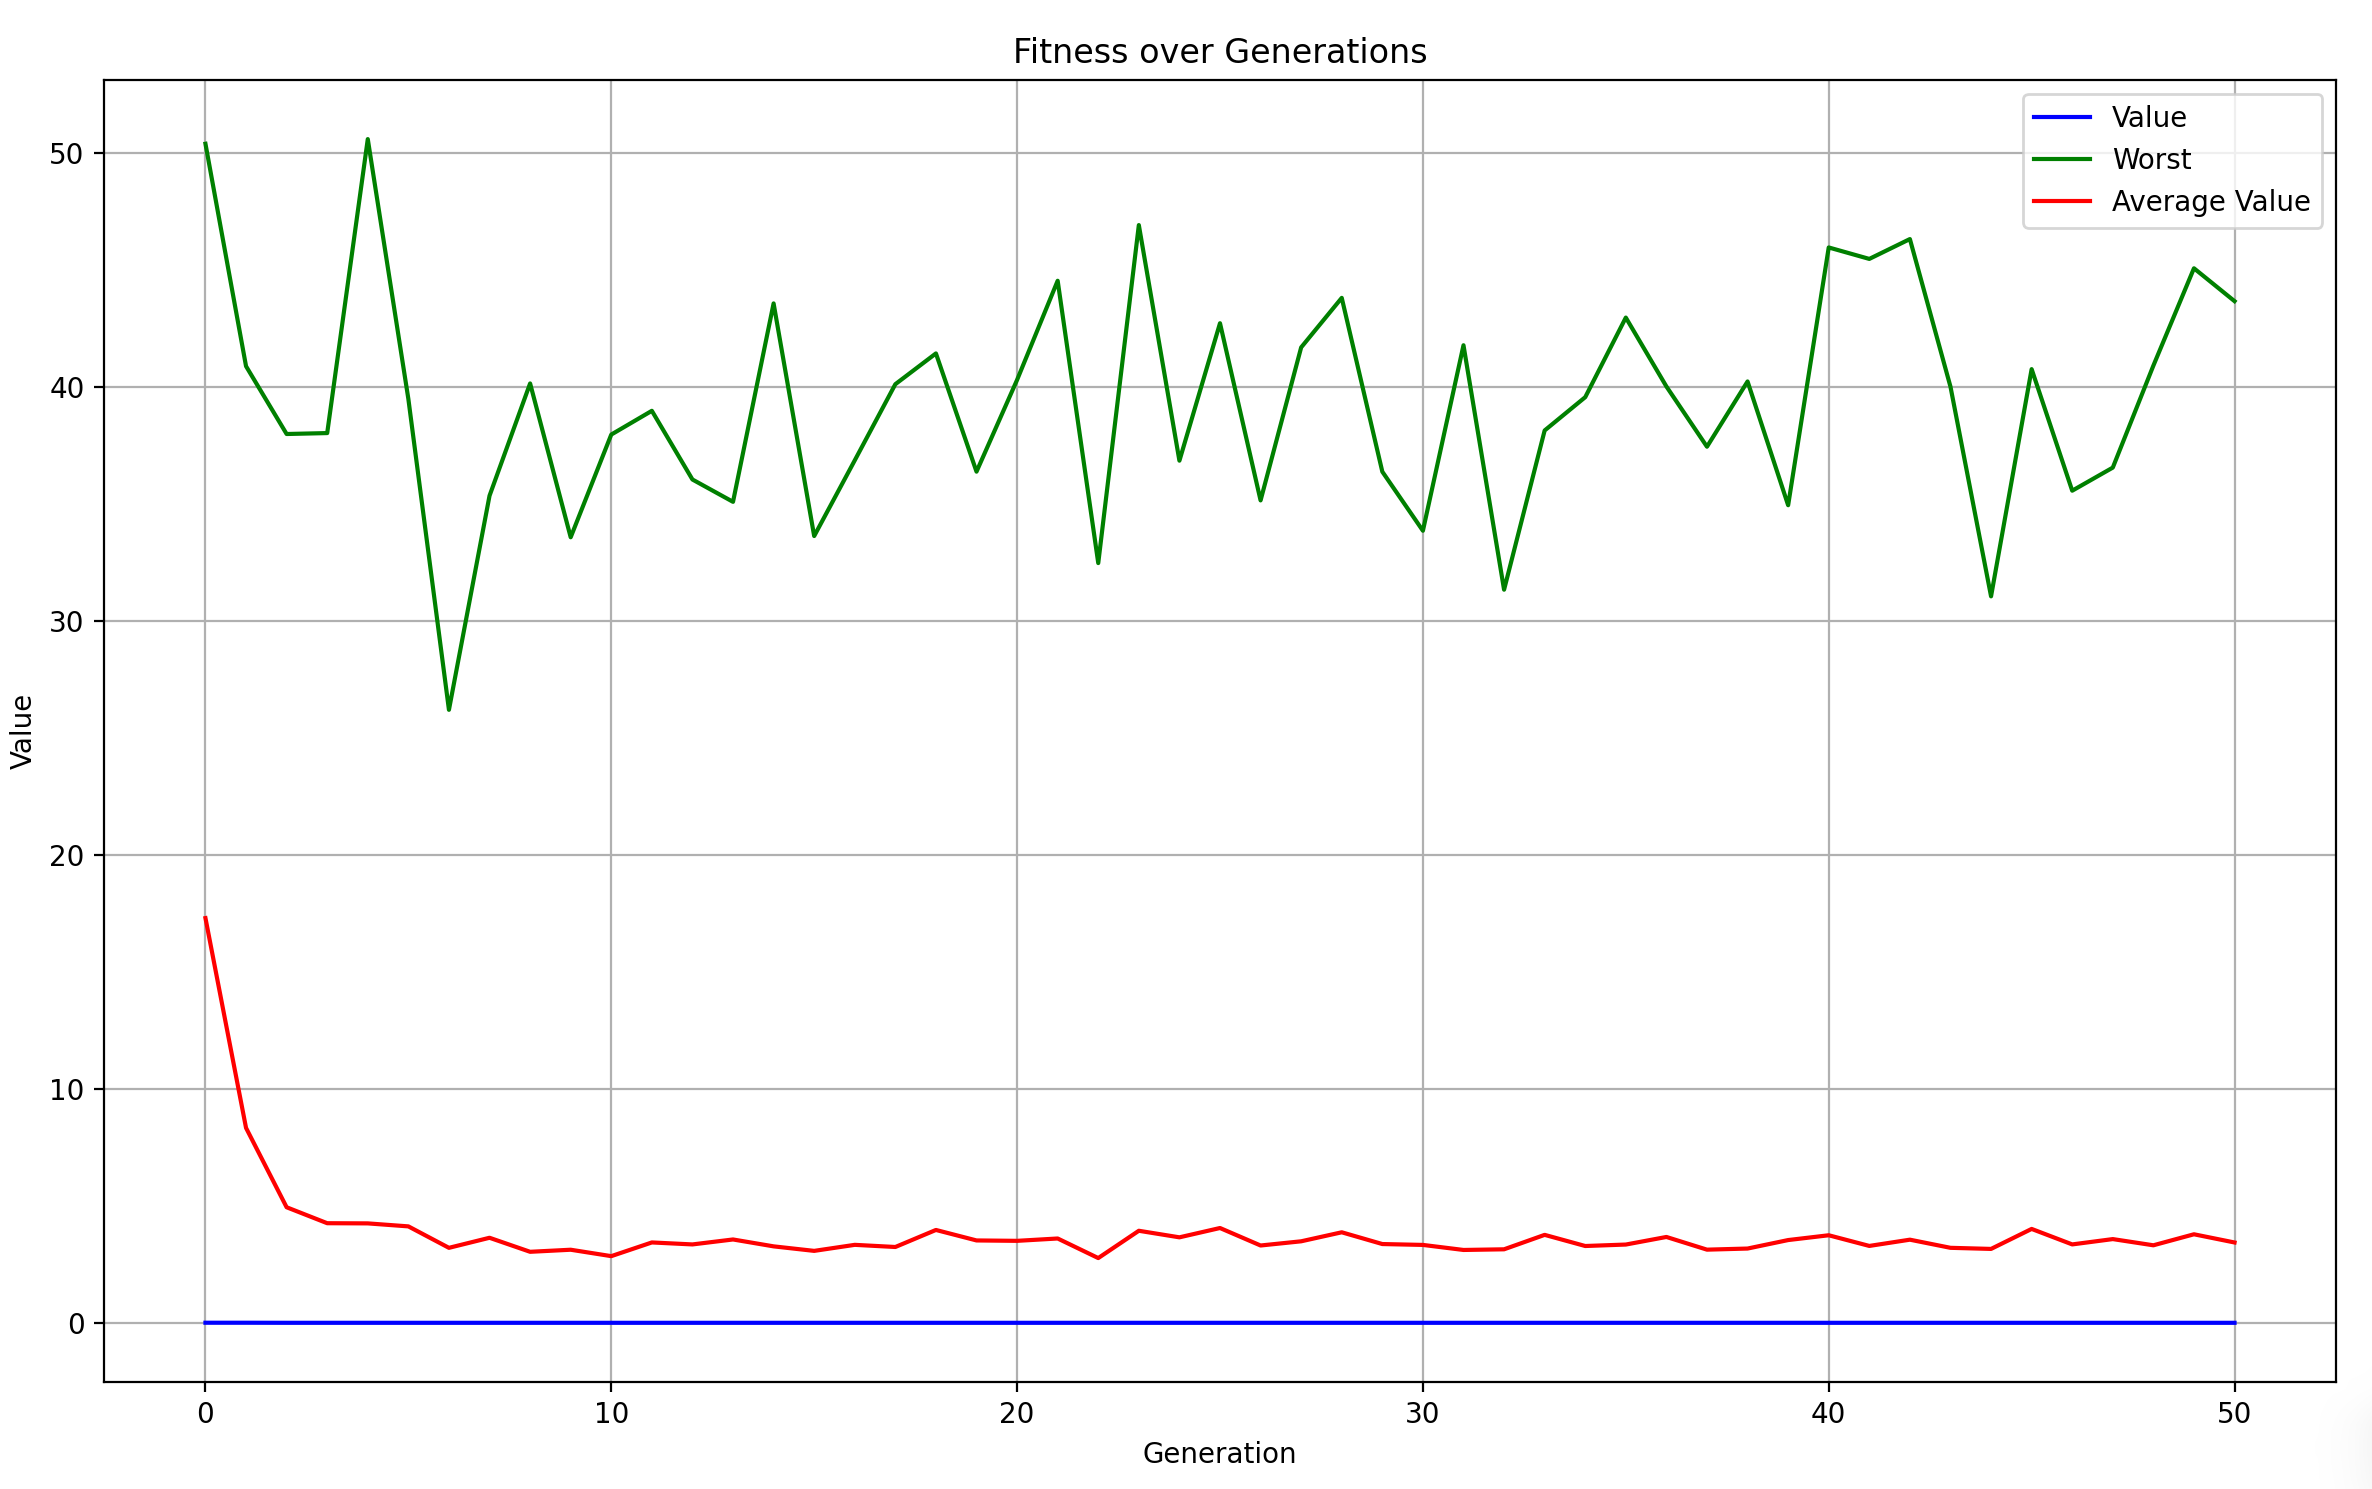 Fitness over Generations
Value
Worst
Average Value
50
40
30
20
10
0
Value
0 10 20 30 40 50
Generation